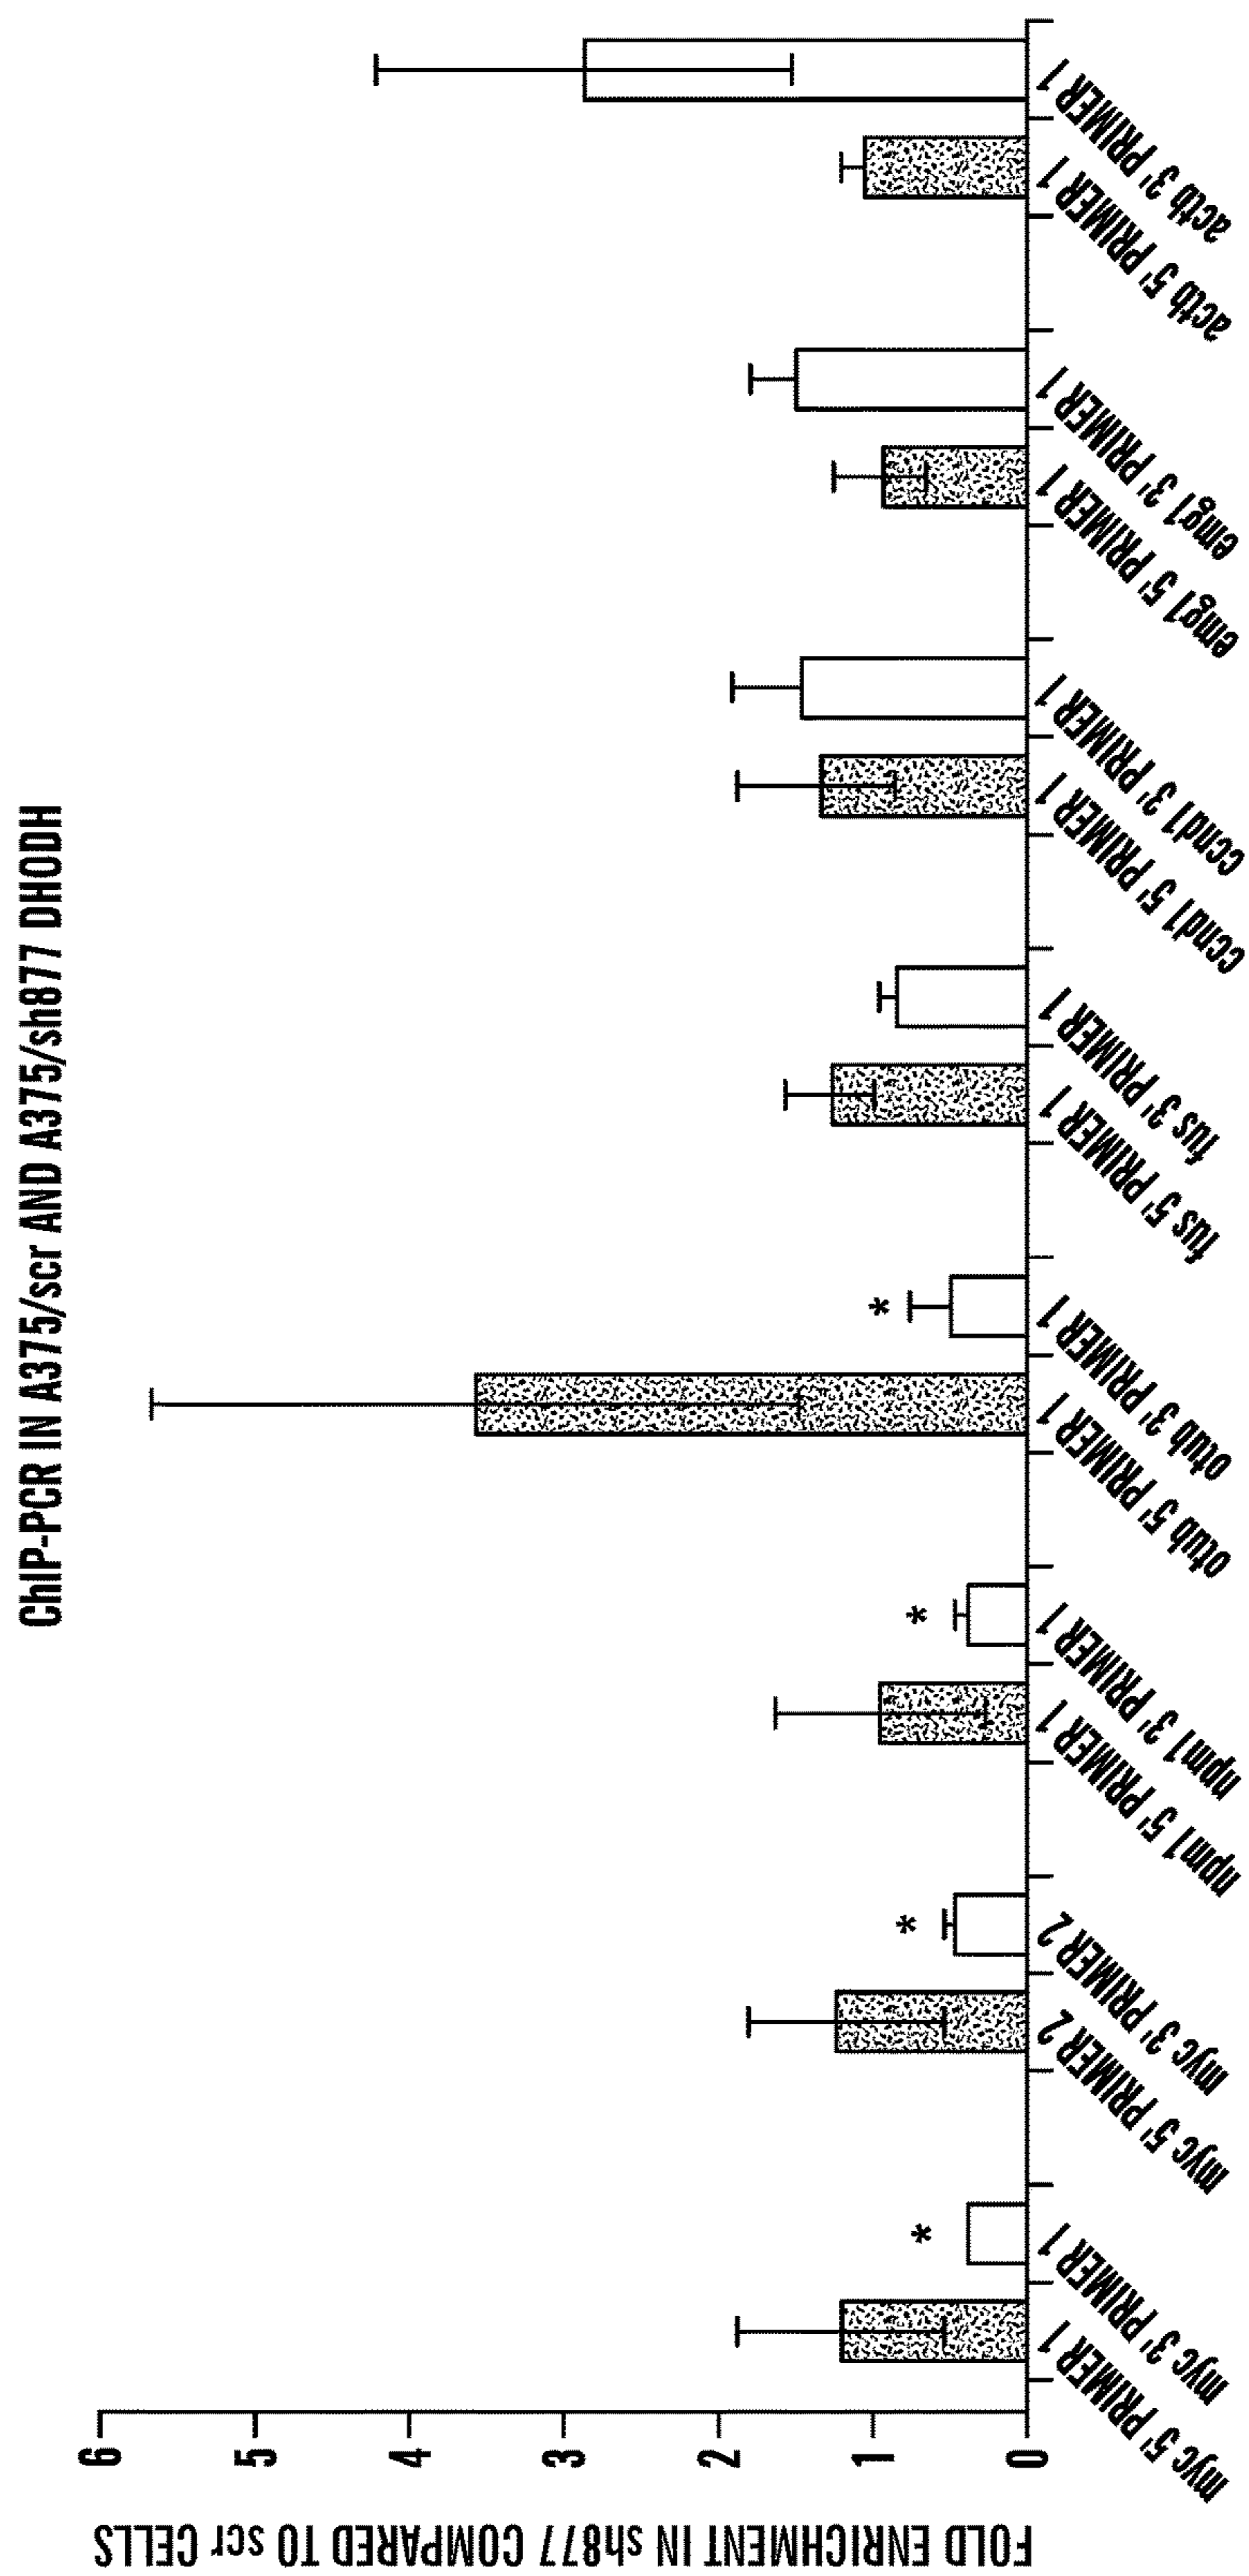 ChIP-PCR IN A375/scr AND A375/sh877 DHODH
FOLD ENRICHMENT IN sh877 COMPARED TO scr CELLS
6
5
4
3
2
1
0
*
*
*
*
myc 5' PRIMER 1
myc 3' PRIMER 1
myc 5' PRIMER 2
myc 3' PRIMER 2
npm1 5' PRIMER 1
npm1 3' PRIMER 1
otub 5' PRIMER 1
otub 3' PRIMER 1
fus 5' PRIMER 1
fus 3' PRIMER 1
ccnd1 5' PRIMER 1
ccnd1 3' PRIMER 1
emg1 5' PRIMER 1
emg1 3' PRIMER 1
actb 5' PRIMER 1
actb 3' PRIMER 1